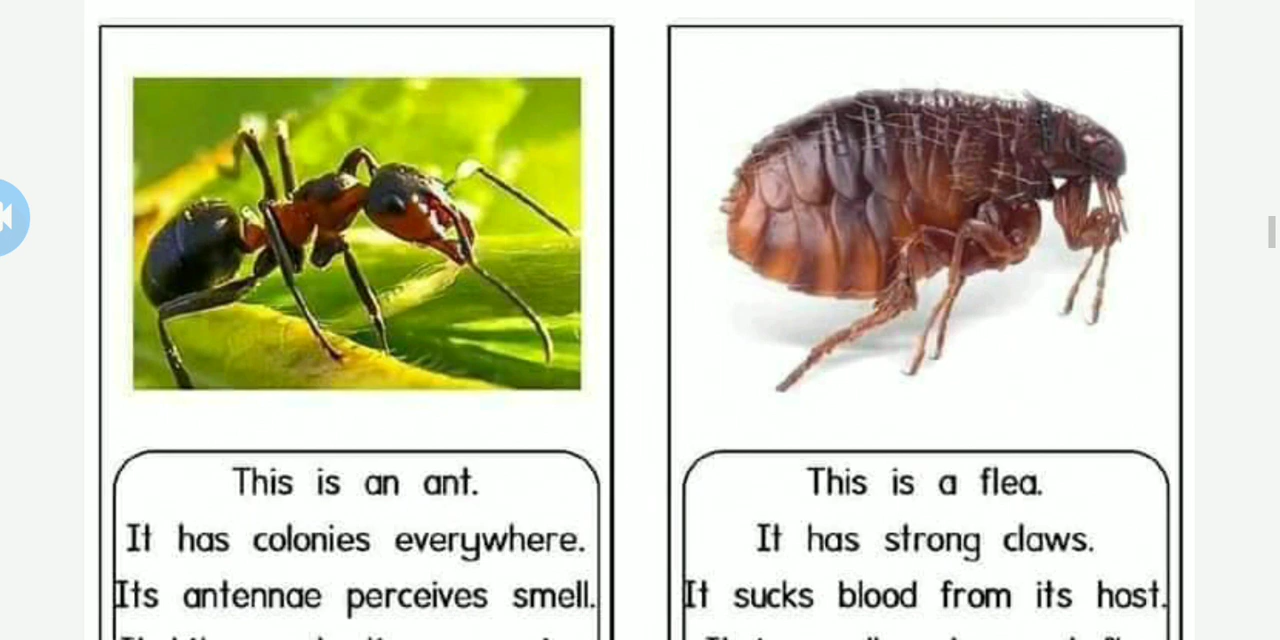 This is an ant.
It has colonies everywhere.
Its antennae perceives smell.
This is a flea.
It has strong claws.
It sucks blood from its host.